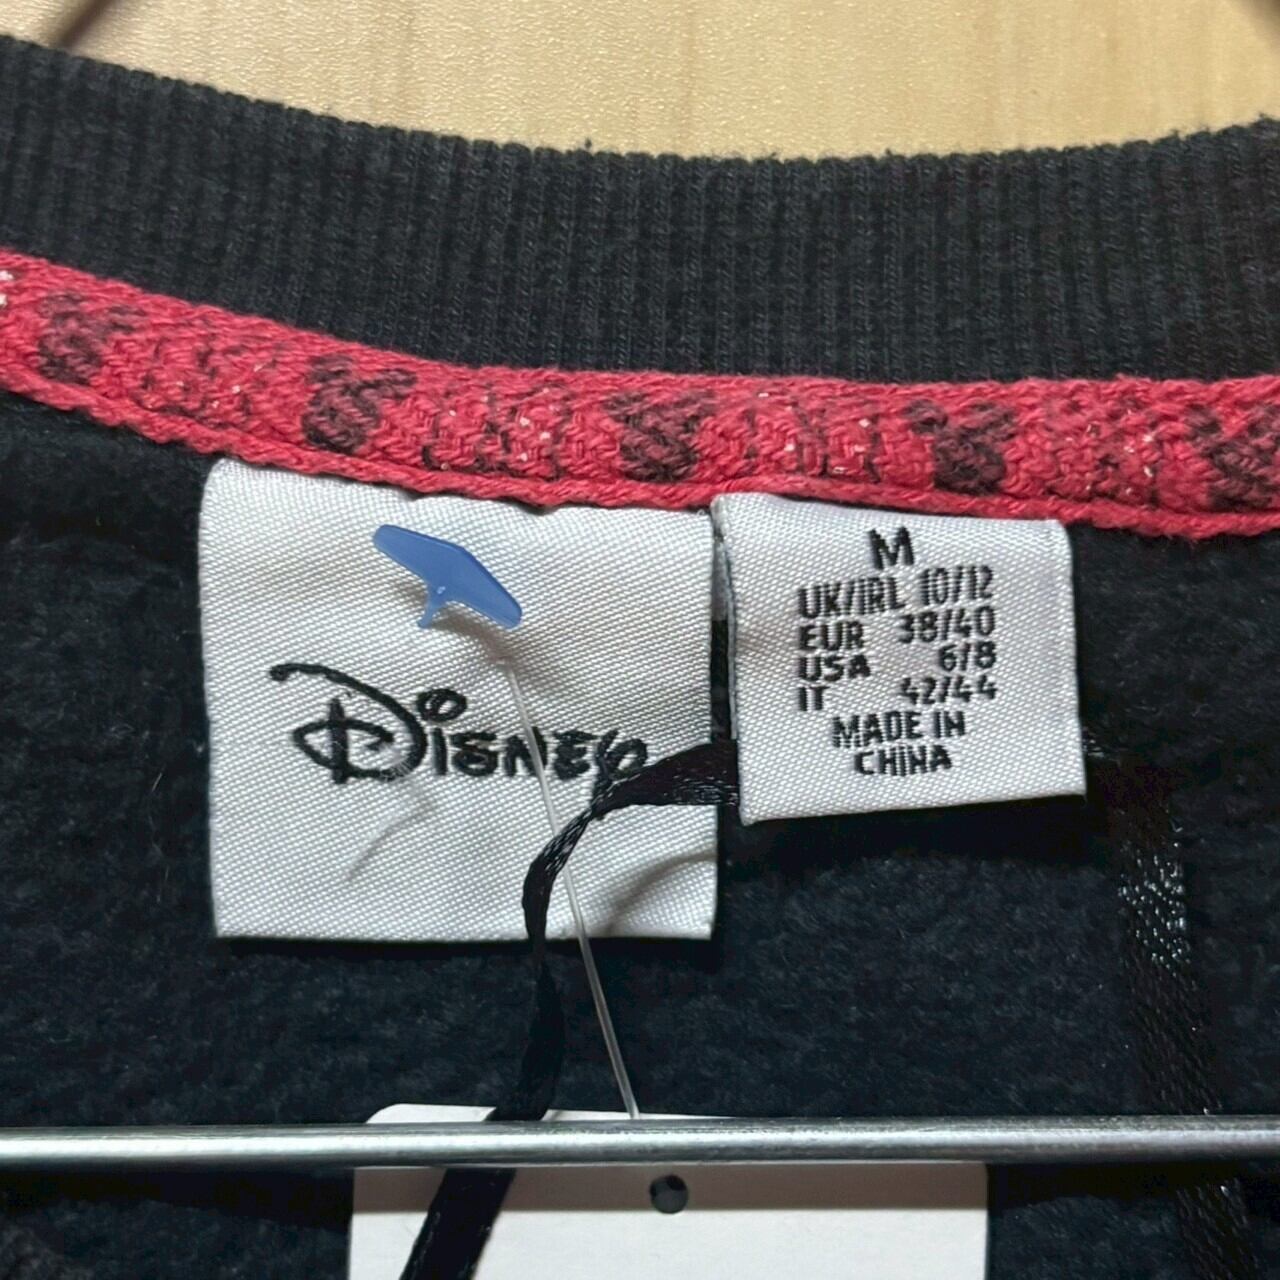 Disney
M
UK/IRL 10/12
EUR 38/40
USA 6/8
IT 42/44
MADE IN
CHINA